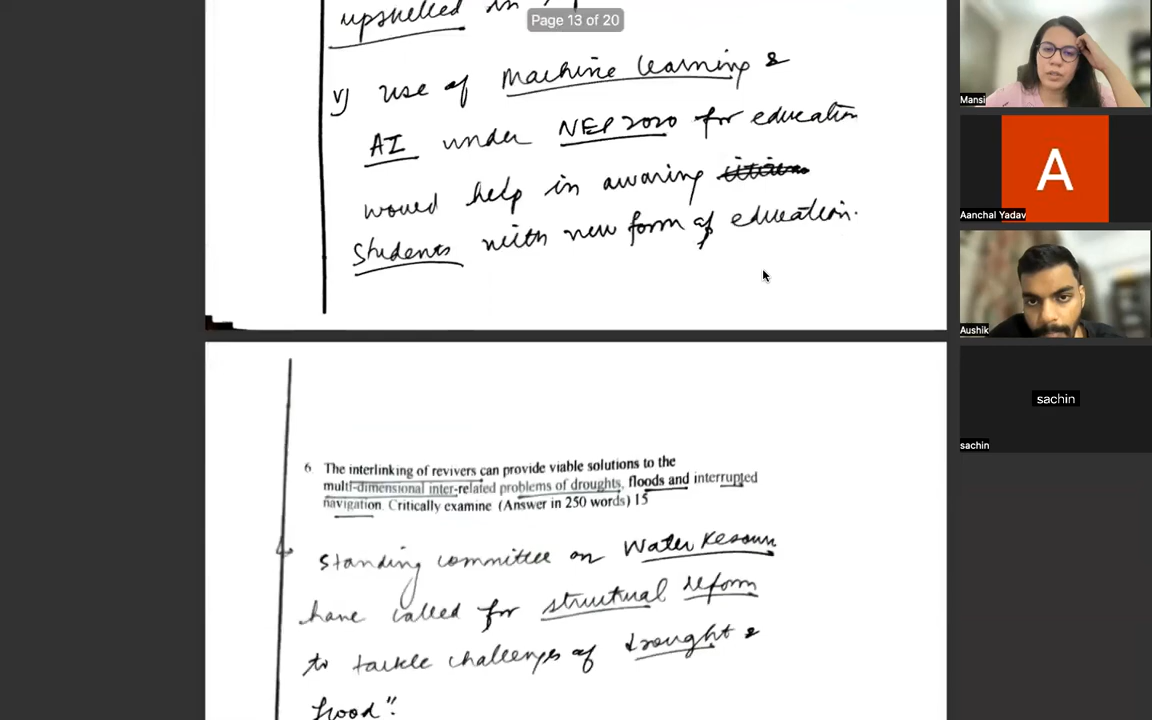 upskelled in
Page 13 of 20
v) use of Machine learning &
AI under NEP 2020 for education
would help in awaring
students with new form of education.
6 The interlinking of revivers can provide viable solutions to the
multi-dimensional inter-related problems of droughts, floods and interrupted
navigation. Critically examine (Answer in 250 words) 15
Standing committee on Water Resourn
have called for structural reform
to tackle challenges of drought &
flood".
Mansi
A
Aanchal Yadav
Aushik
sachin
sachin